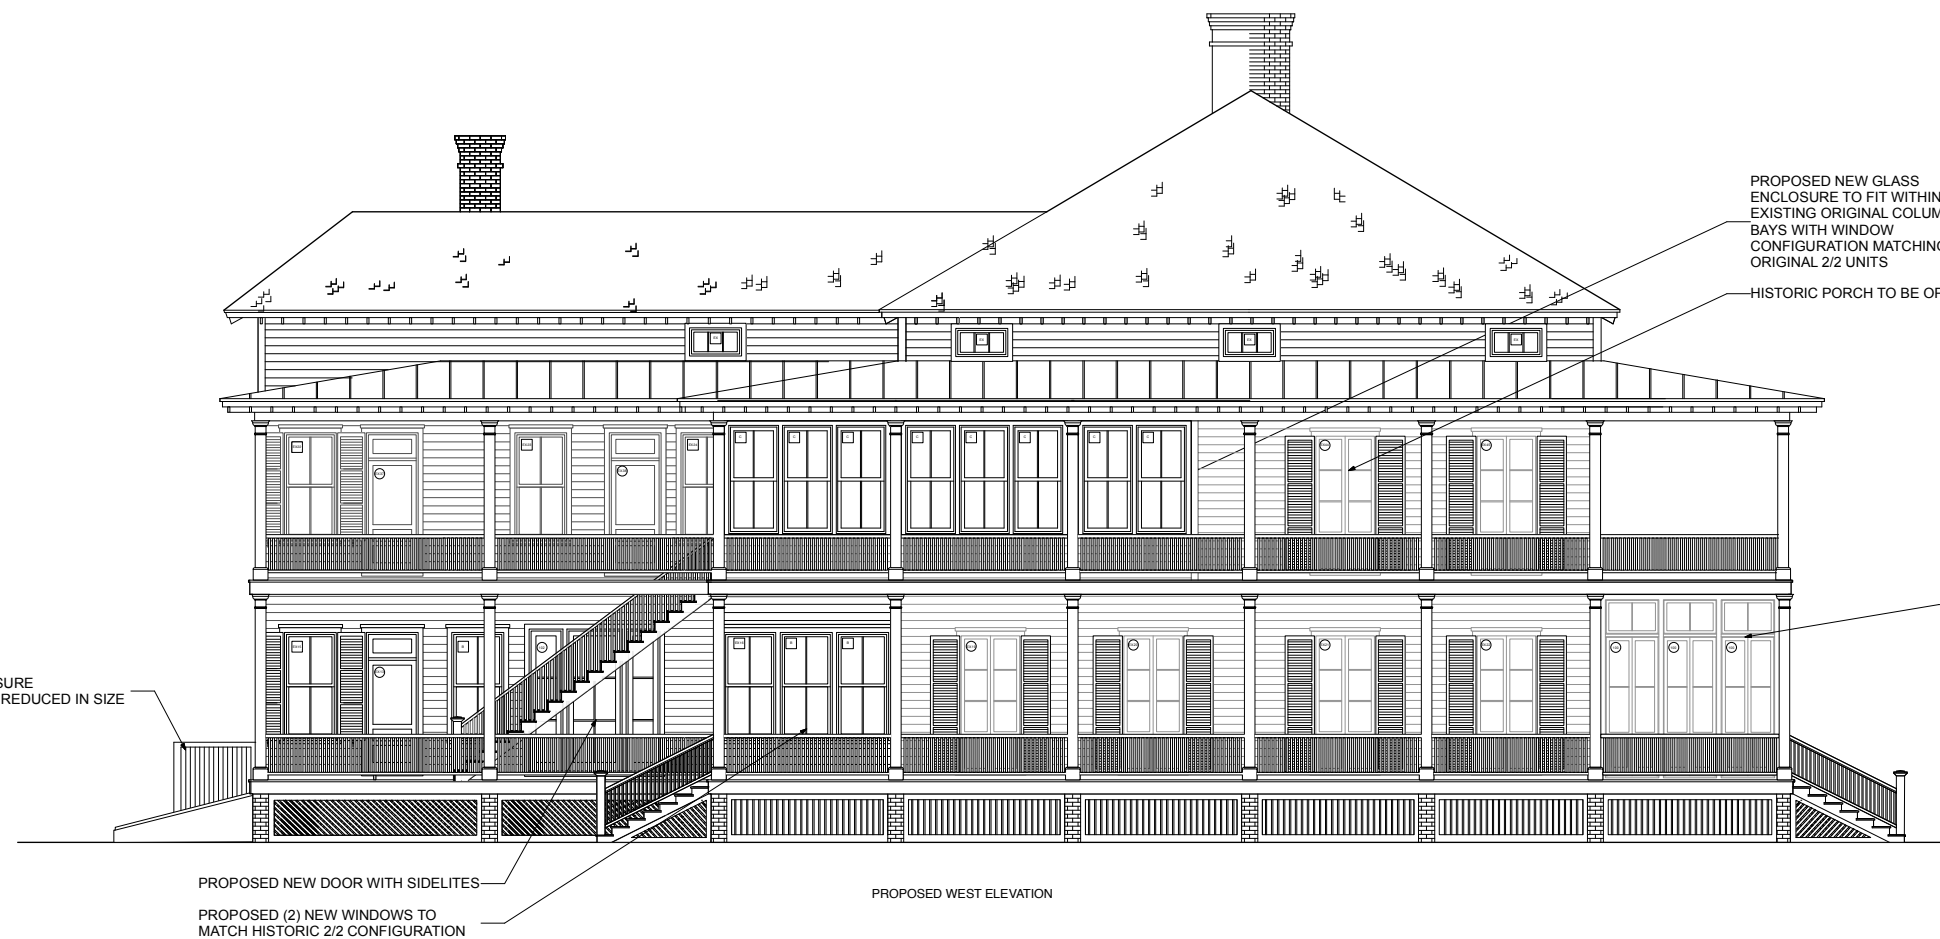 PROPOSED NEW GLASS
ENCLOSURE TO FIT WITHIN
EXISTING ORIGINAL COLUM
BAYS WITH WINDOW
CONFIGURATION MATCHING
ORIGINAL 2/2 UNITS
HISTORIC PORCH TO BE OP
SURE
REDUCED IN SIZE
PROPOSED NEW DOOR WITH SIDELITES
PROPOSED (2) NEW WINDOWS TO
MATCH HISTORIC 2/2 CONFIGURATION
PROPOSED WEST ELEVATION